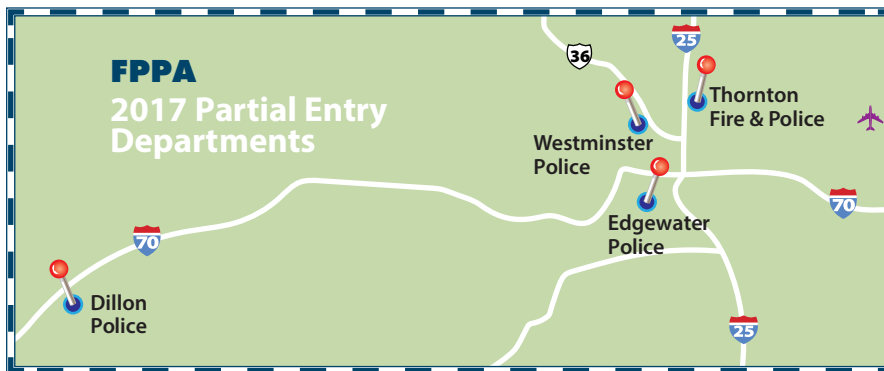 FPPA
2017 Partial Entry
Departments
36
25
Thornton
Fire & Police
Westminster
Police
70
Edgewater
Police
70
Dillon
Police
25